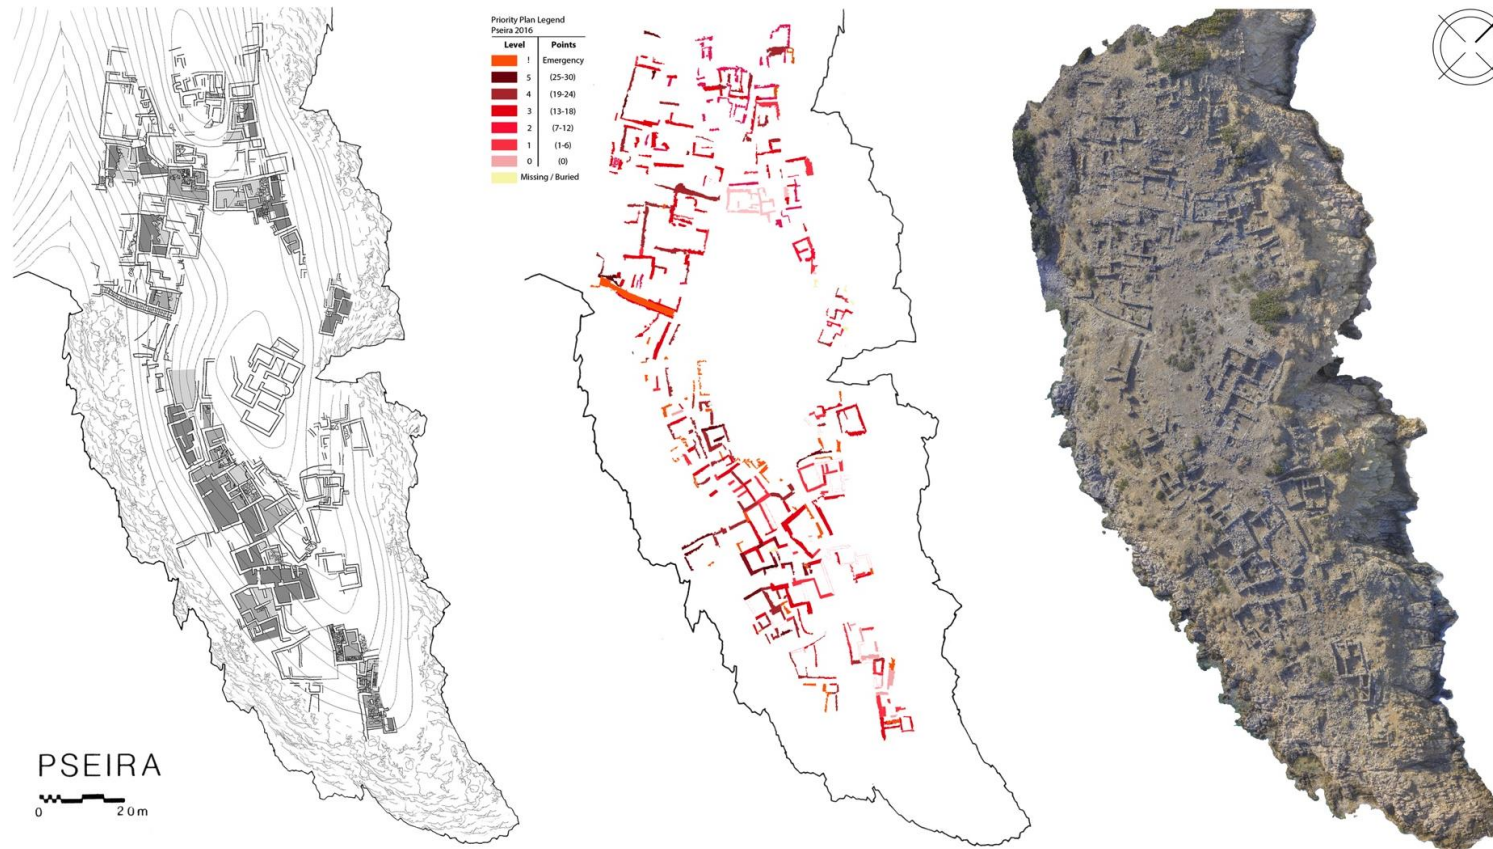 Priority Plan Legend
Pseira 2016
Level Points
! Emergency
5 (25-30)
4 (19-24)
3 (13-18)
2 (7-12)
1 (1-6)
0 (0)
Missing / Buried
PSEIRA
0 20m